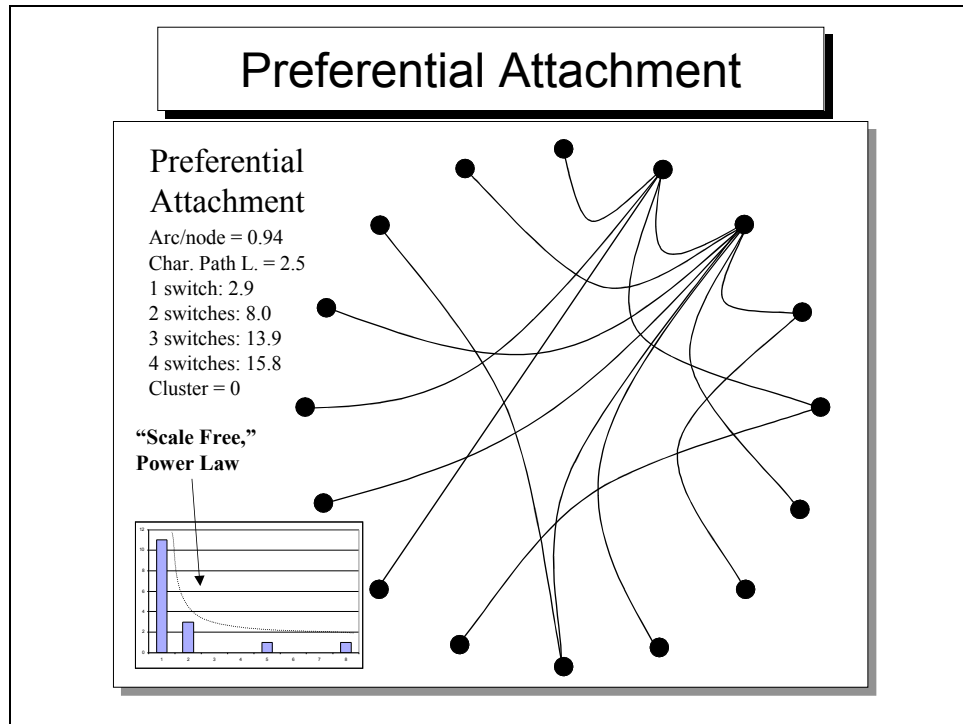 Preferential Attachment
Preferential
Attachment
Arc/node = 0.94
Char. Path L. = 2.5
1 switch: 2.9
2 switches: 8.0
3 switches: 13.9
4 switches: 15.8
Cluster = 0
“Scale Free,”
Power Law
12
10
8
6
4
2
0
1 2 3 4 5 6 7 8